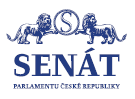 S
SENÁT
PARLAMENTU ČESKÉ REPUBLIKY